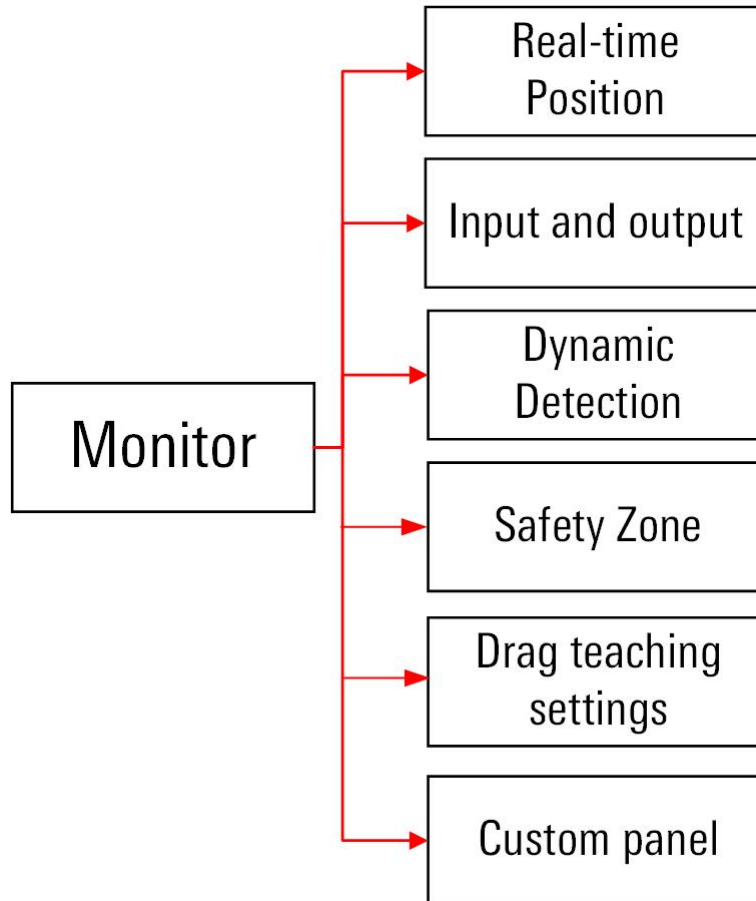 Real-time
Position
Input and output
Dynamic
Detection
Monitor
Safety Zone
Drag teaching
settings
Custom panel